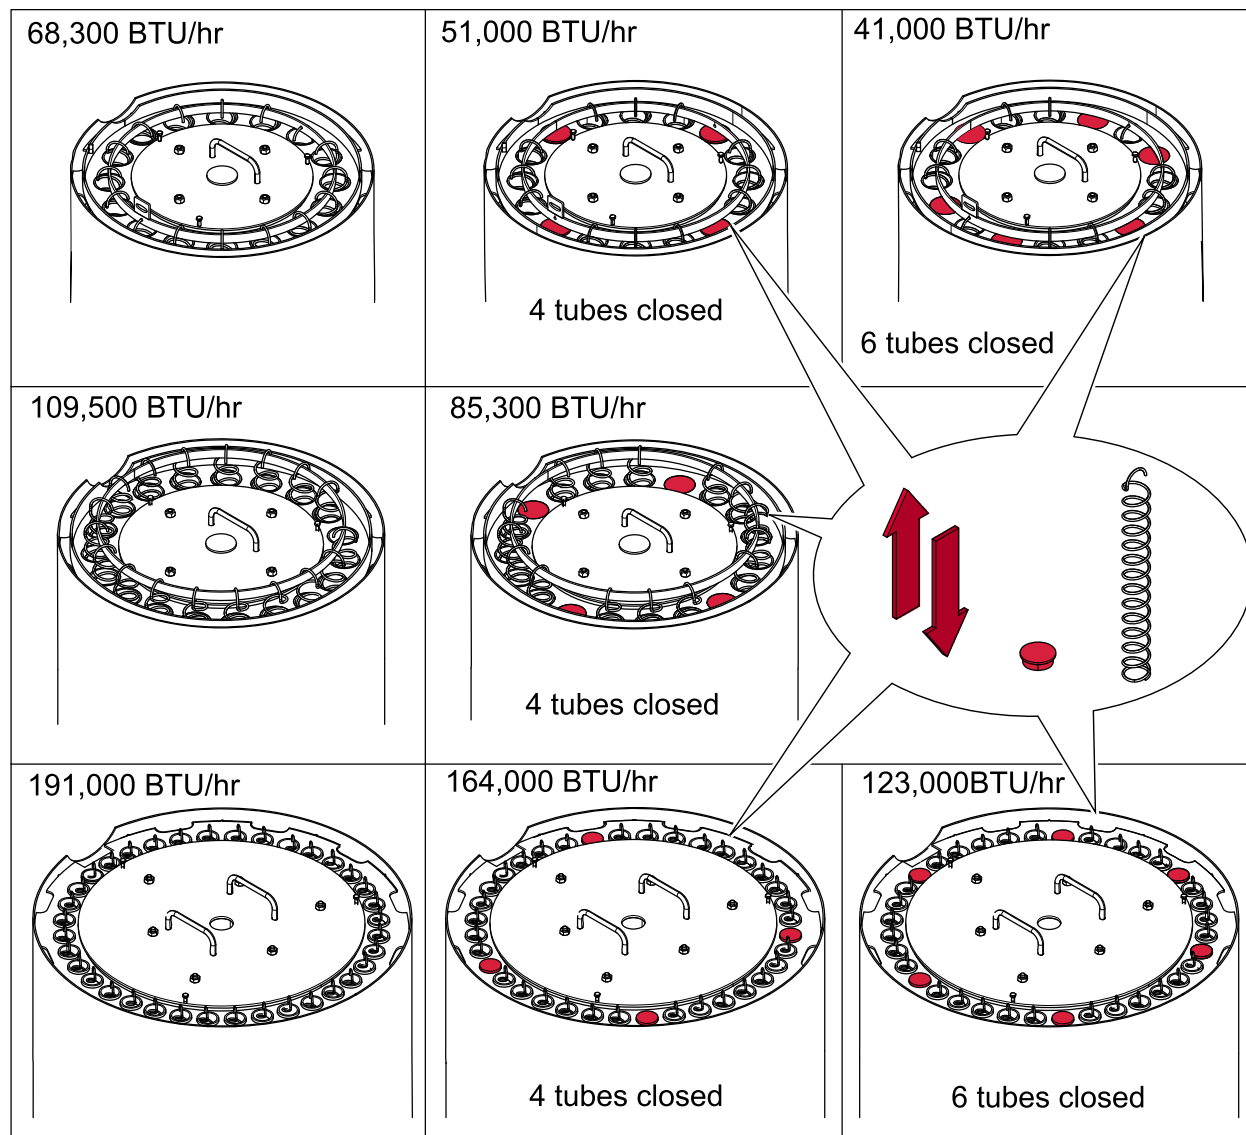 68,300 BTU/hr
51,000 BTU/hr
41,000 BTU/hr
4 tubes closed
6 tubes closed
109,500 BTU/hr
85,300 BTU/hr
4 tubes closed
191,000 BTU/hr
164,000 BTU/hr
123,000BTU/hr
4 tubes closed
6 tubes closed